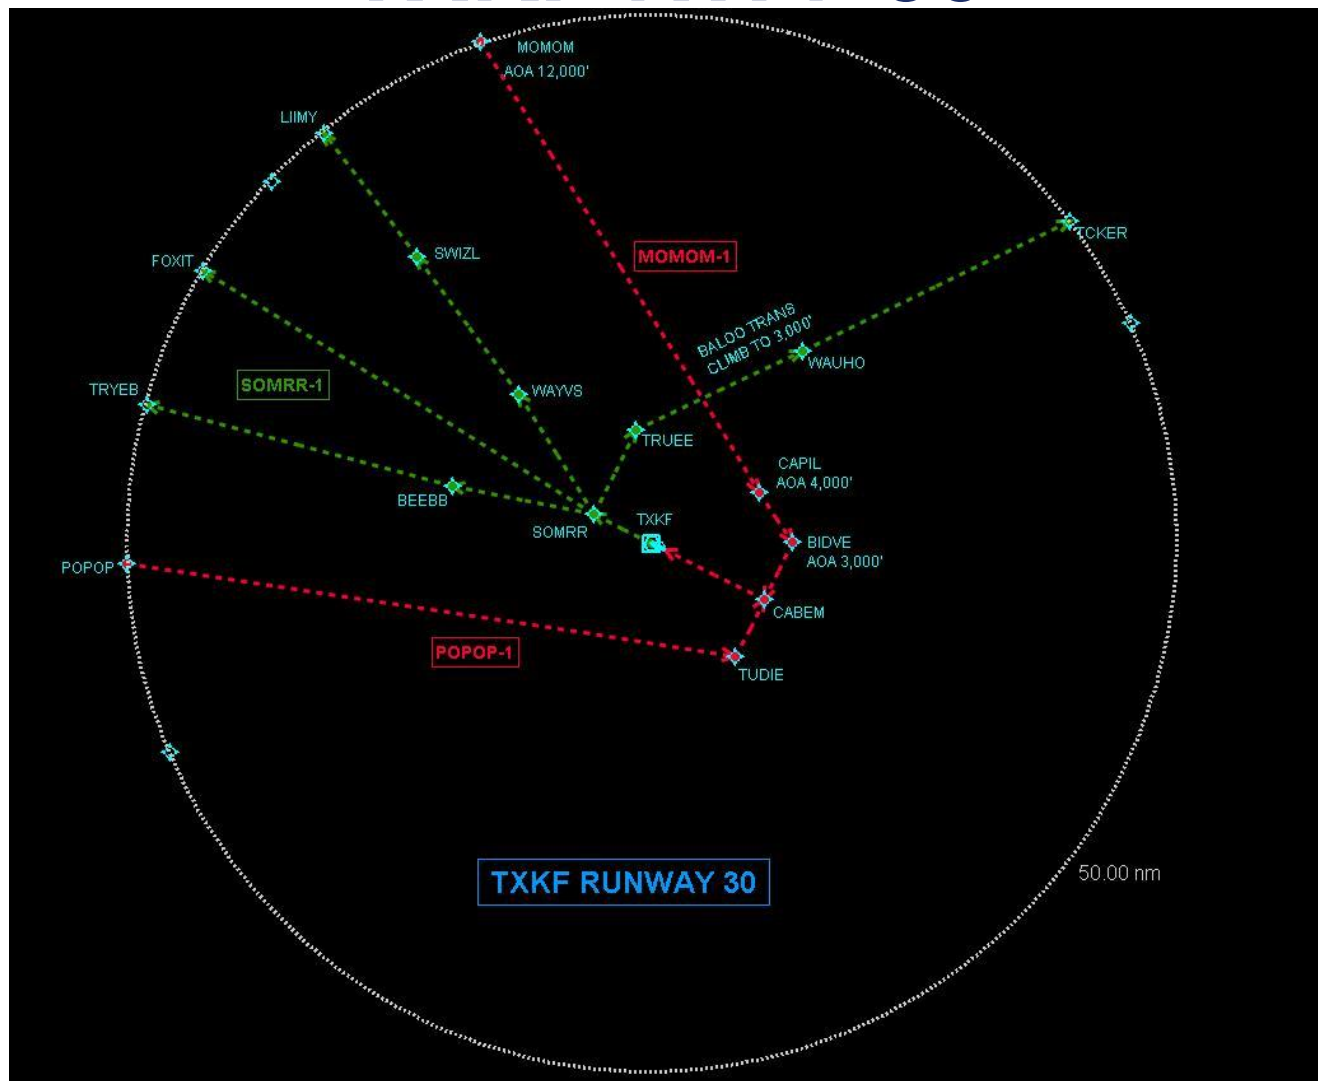 MOMOM
AOA 12,000'
LIIMY
TCKER
SWIZL
FOXIT
MOMOM-1
BALOO TRANS
CLIMB TO 3,000'
WAUHO
SOMRR-1
TRYEB
WAYVS
TRUEE
CAPIL
AOA 4,000'
BEEBB
SOMRR
TXKF
BIDVE
AOA 3,000'
POPOP
CABEM
POPOP-1
TUDIE
50.00 nm
TXKF RUNWAY 30